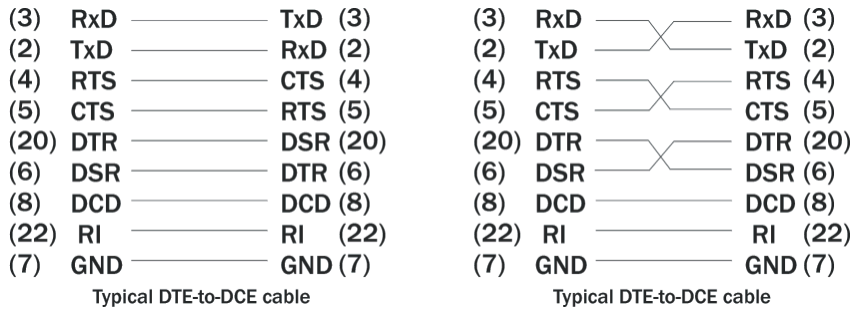 (3) RxD TxD (3)
(2) TxD RxD (2)
(4) RTS CTS (4)
(5) CTS RTS (5)
(20) DTR DSR (20)
(6) DSR DTR (6)
(8) DCD DCD (8)
(22) RI RI (22)
(7) GND GND (7)
Typical DTE-to-DCE cable
(3) RxD RxD (3)
(2) TxD TxD (2)
(4) RTS RTS (4)
(5) CTS CTS (5)
(20) DTR DTR (20)
(6) DSR DSR (6)
(8) DCD DCD (8)
(22) RI RI (22)
(7) GND GND (7)
Typical DTE-to-DCE cable